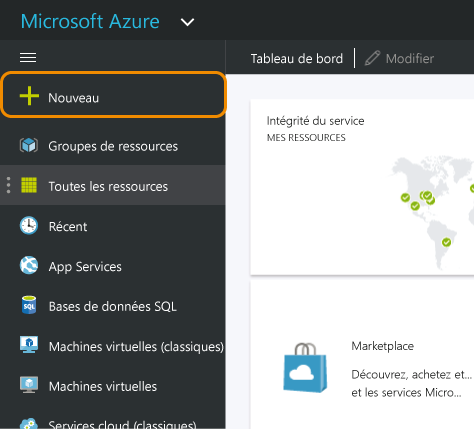 Microsoft Azure
Tableau de bord
Modifier
Nouveau
Groupes de ressources
Toutes les ressources
Récent
App Services
Bases de données SQL
Machines virtuelles (classiques)
Machines virtuelles
Services cloud (classiques)
Intégrité du service
MES RESSOURCES
Marketplace
Découvrez, achetez et...
et les services Micro...